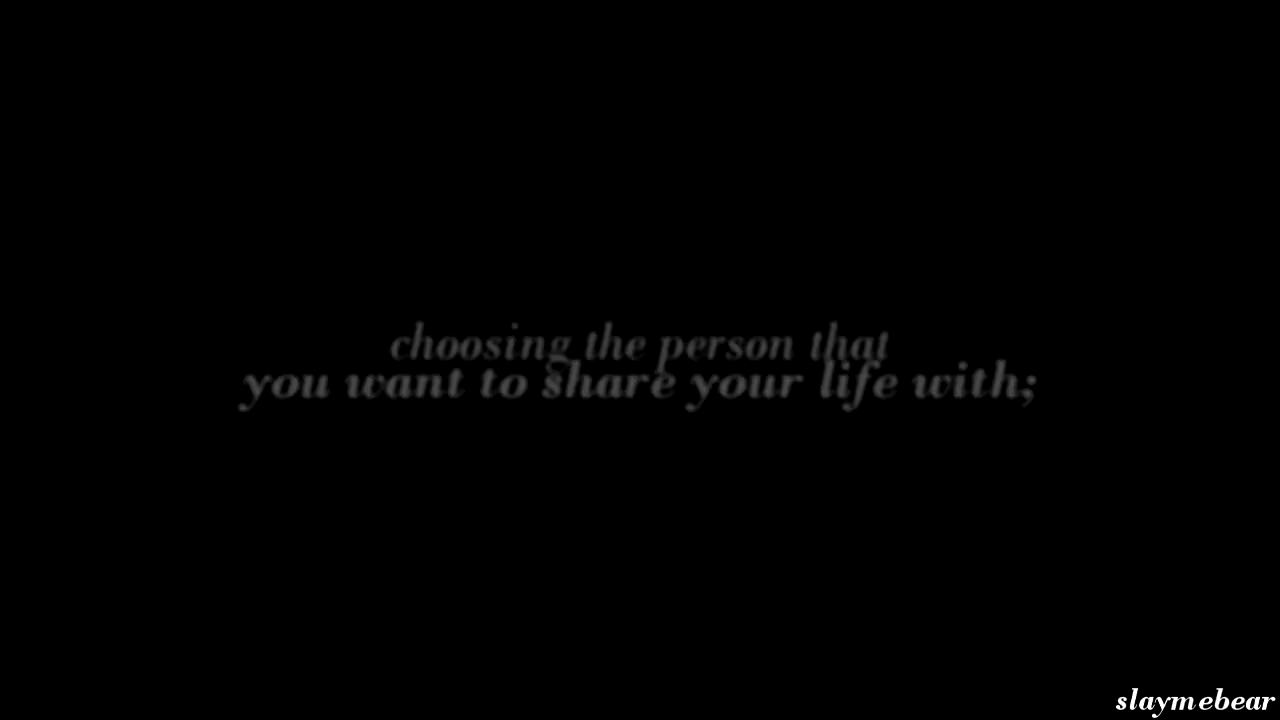 choosing the person that
you want to share your life with;
slaymebear